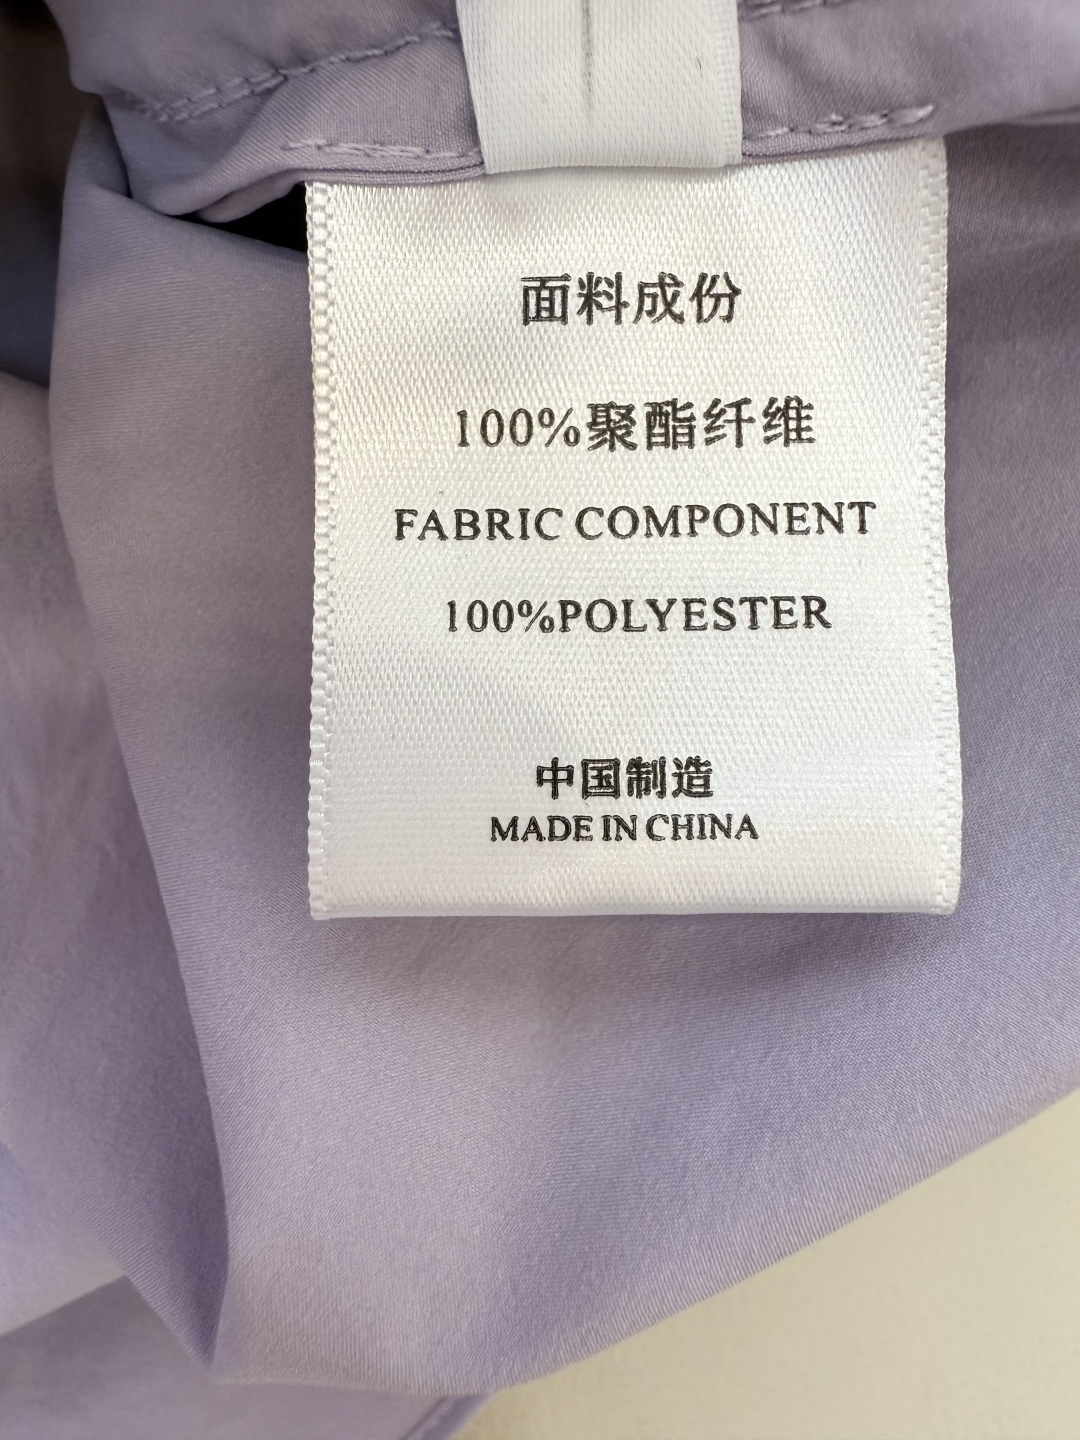 面料成份
100%聚酯纤维
FABRIC COMPONENT
100%POLYESTER
中国制造
MADE IN CHINA